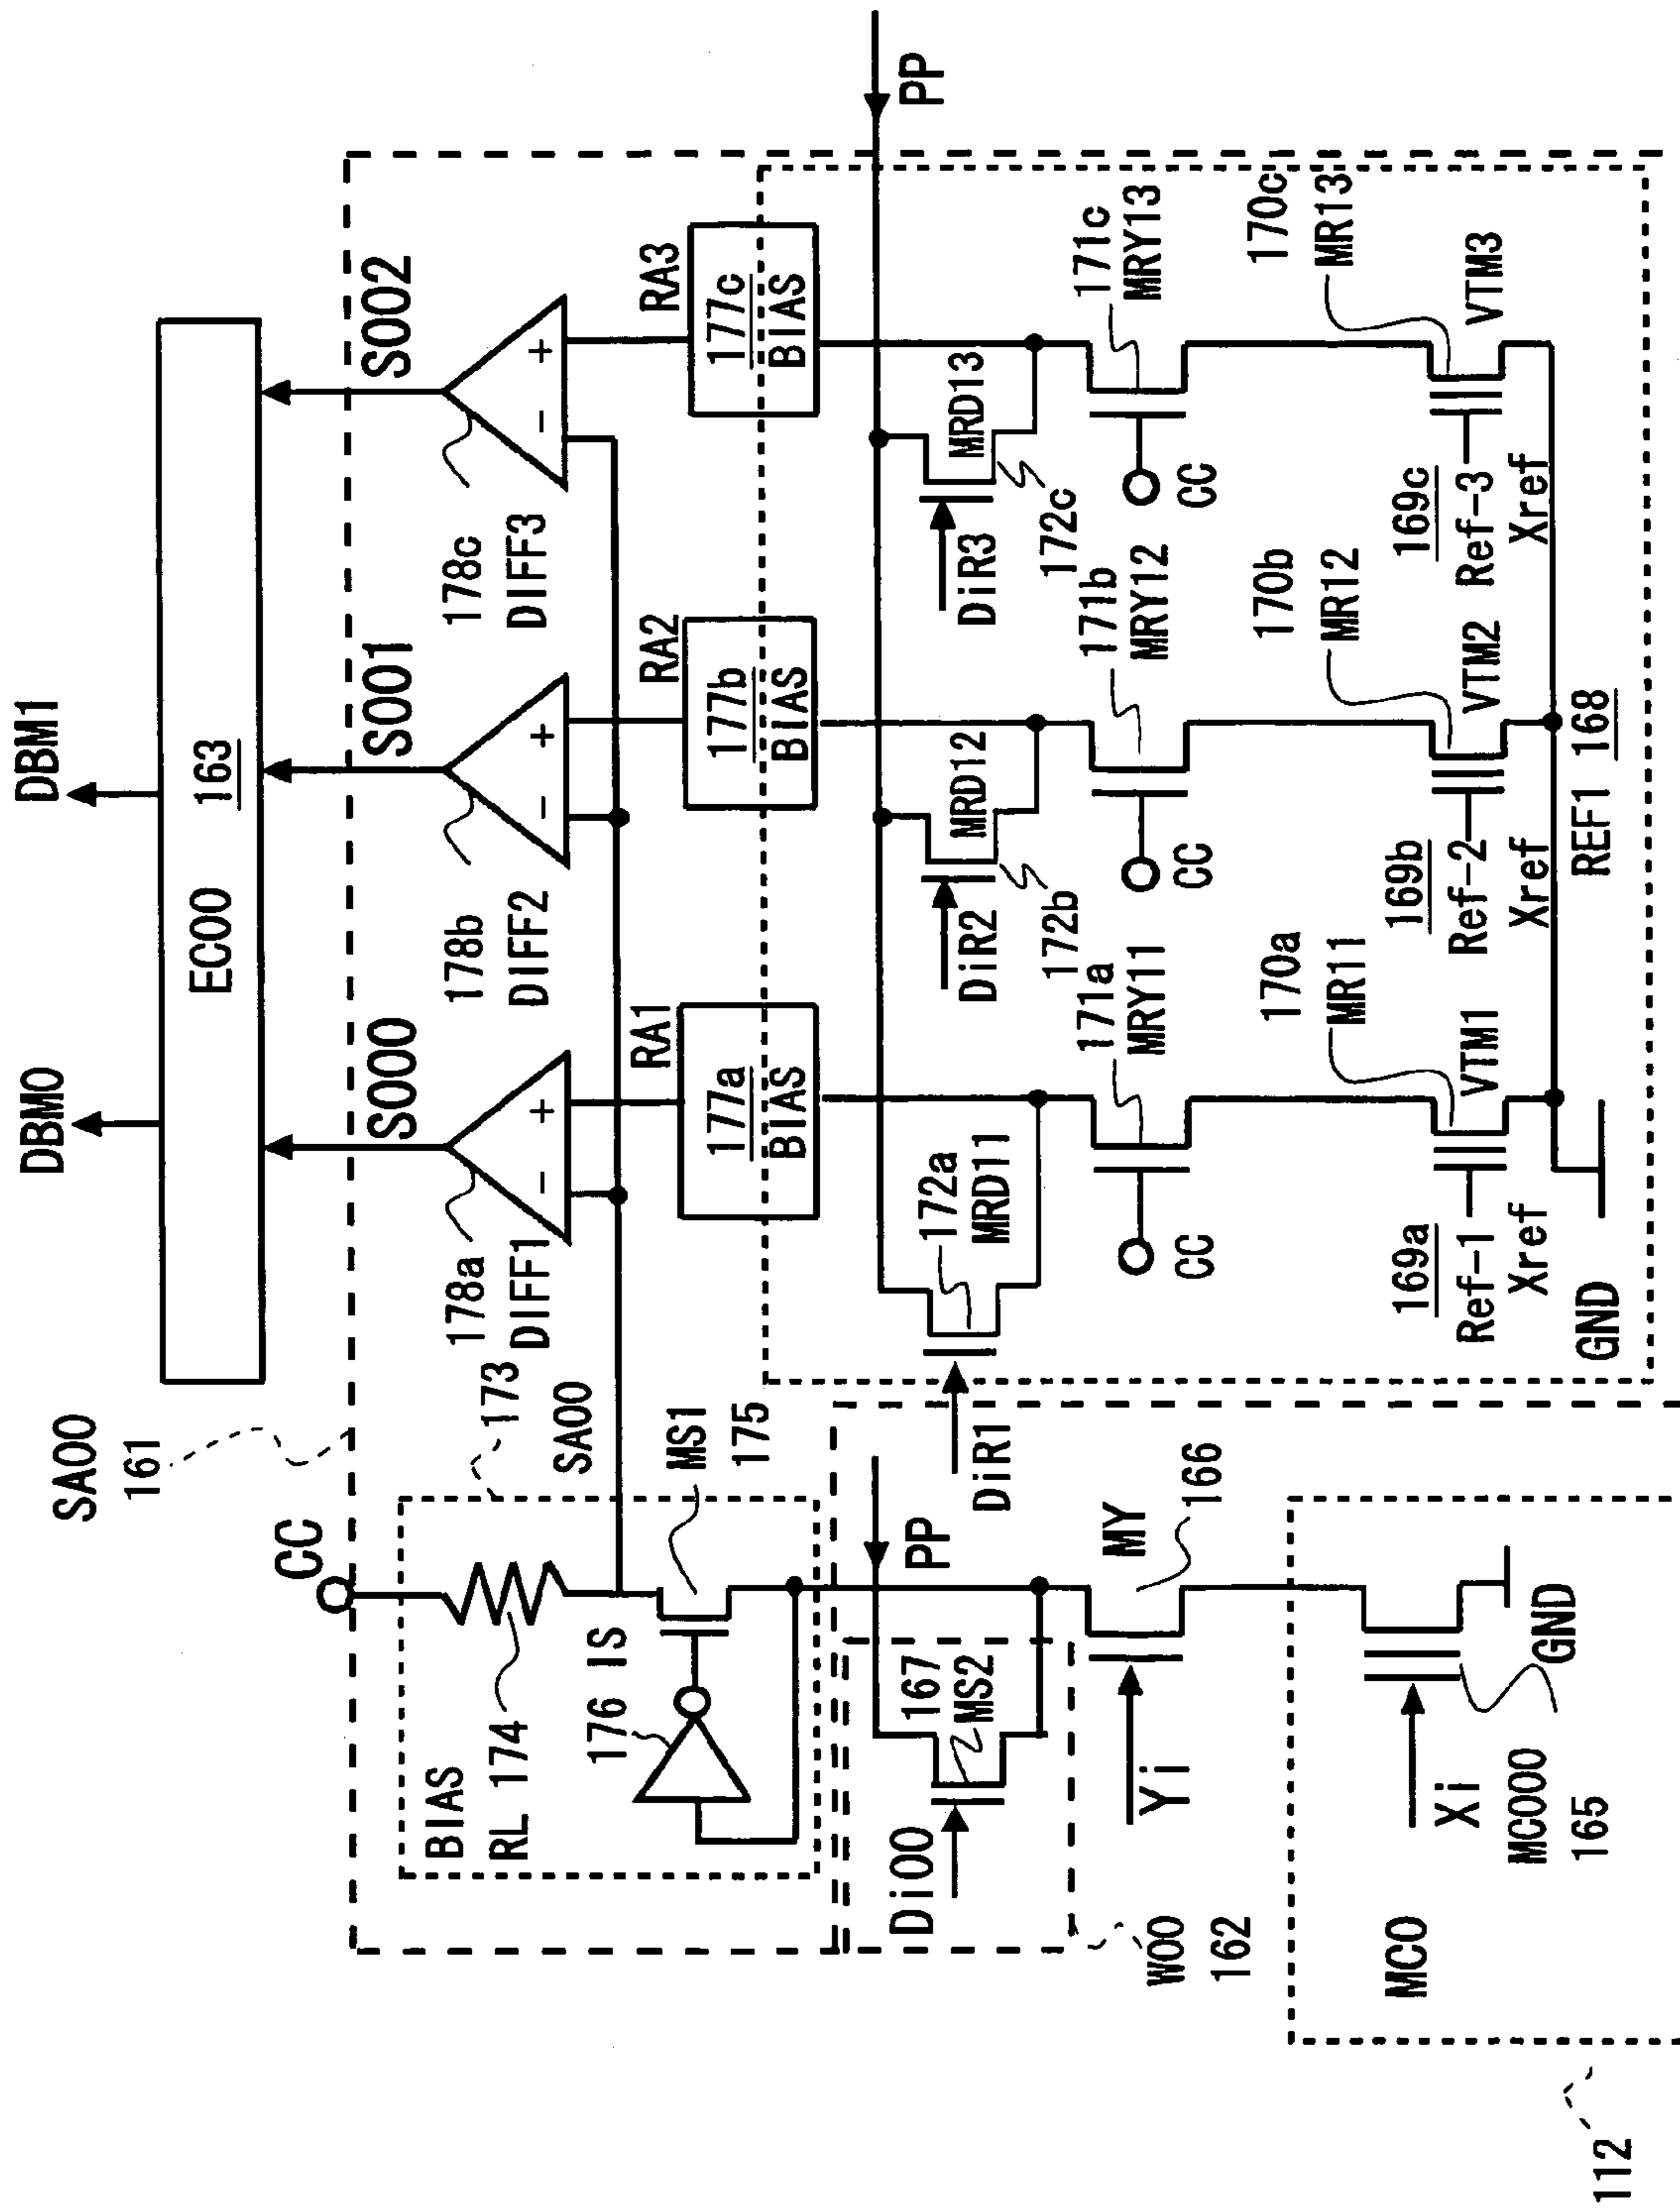 DBM0
DBM1
EC00 163
SA00
161
S000
S001
S002
CC
173
178a
DIFF1
178b
DIFF2
178c
DIFF3
- +
- +
- +
BIAS
RL 174
176 IS
SA00
MS1
175
RA1
177a
BIAS
RA2
177b
BIAS
RA3
177c
BIAS
PP
PP
Di00
167
MS2
DiR1
172a
MRD11
DiR2
MRD12
172b
DiR3
MRD13
172c
W00
162
Yi
MY
166
CC
171a
MRY11
CC
171b
MRY12
CC
171c
MRY13
MC0
Xi
MC000
165
GND
169a
Ref-1
Xref
170a
MR11
VTM1
169b
Ref-2
Xref
170b
MR12
VTM2
169c
Ref-3
Xref
170c
MR13
VTM3
GND
REF1 168
112